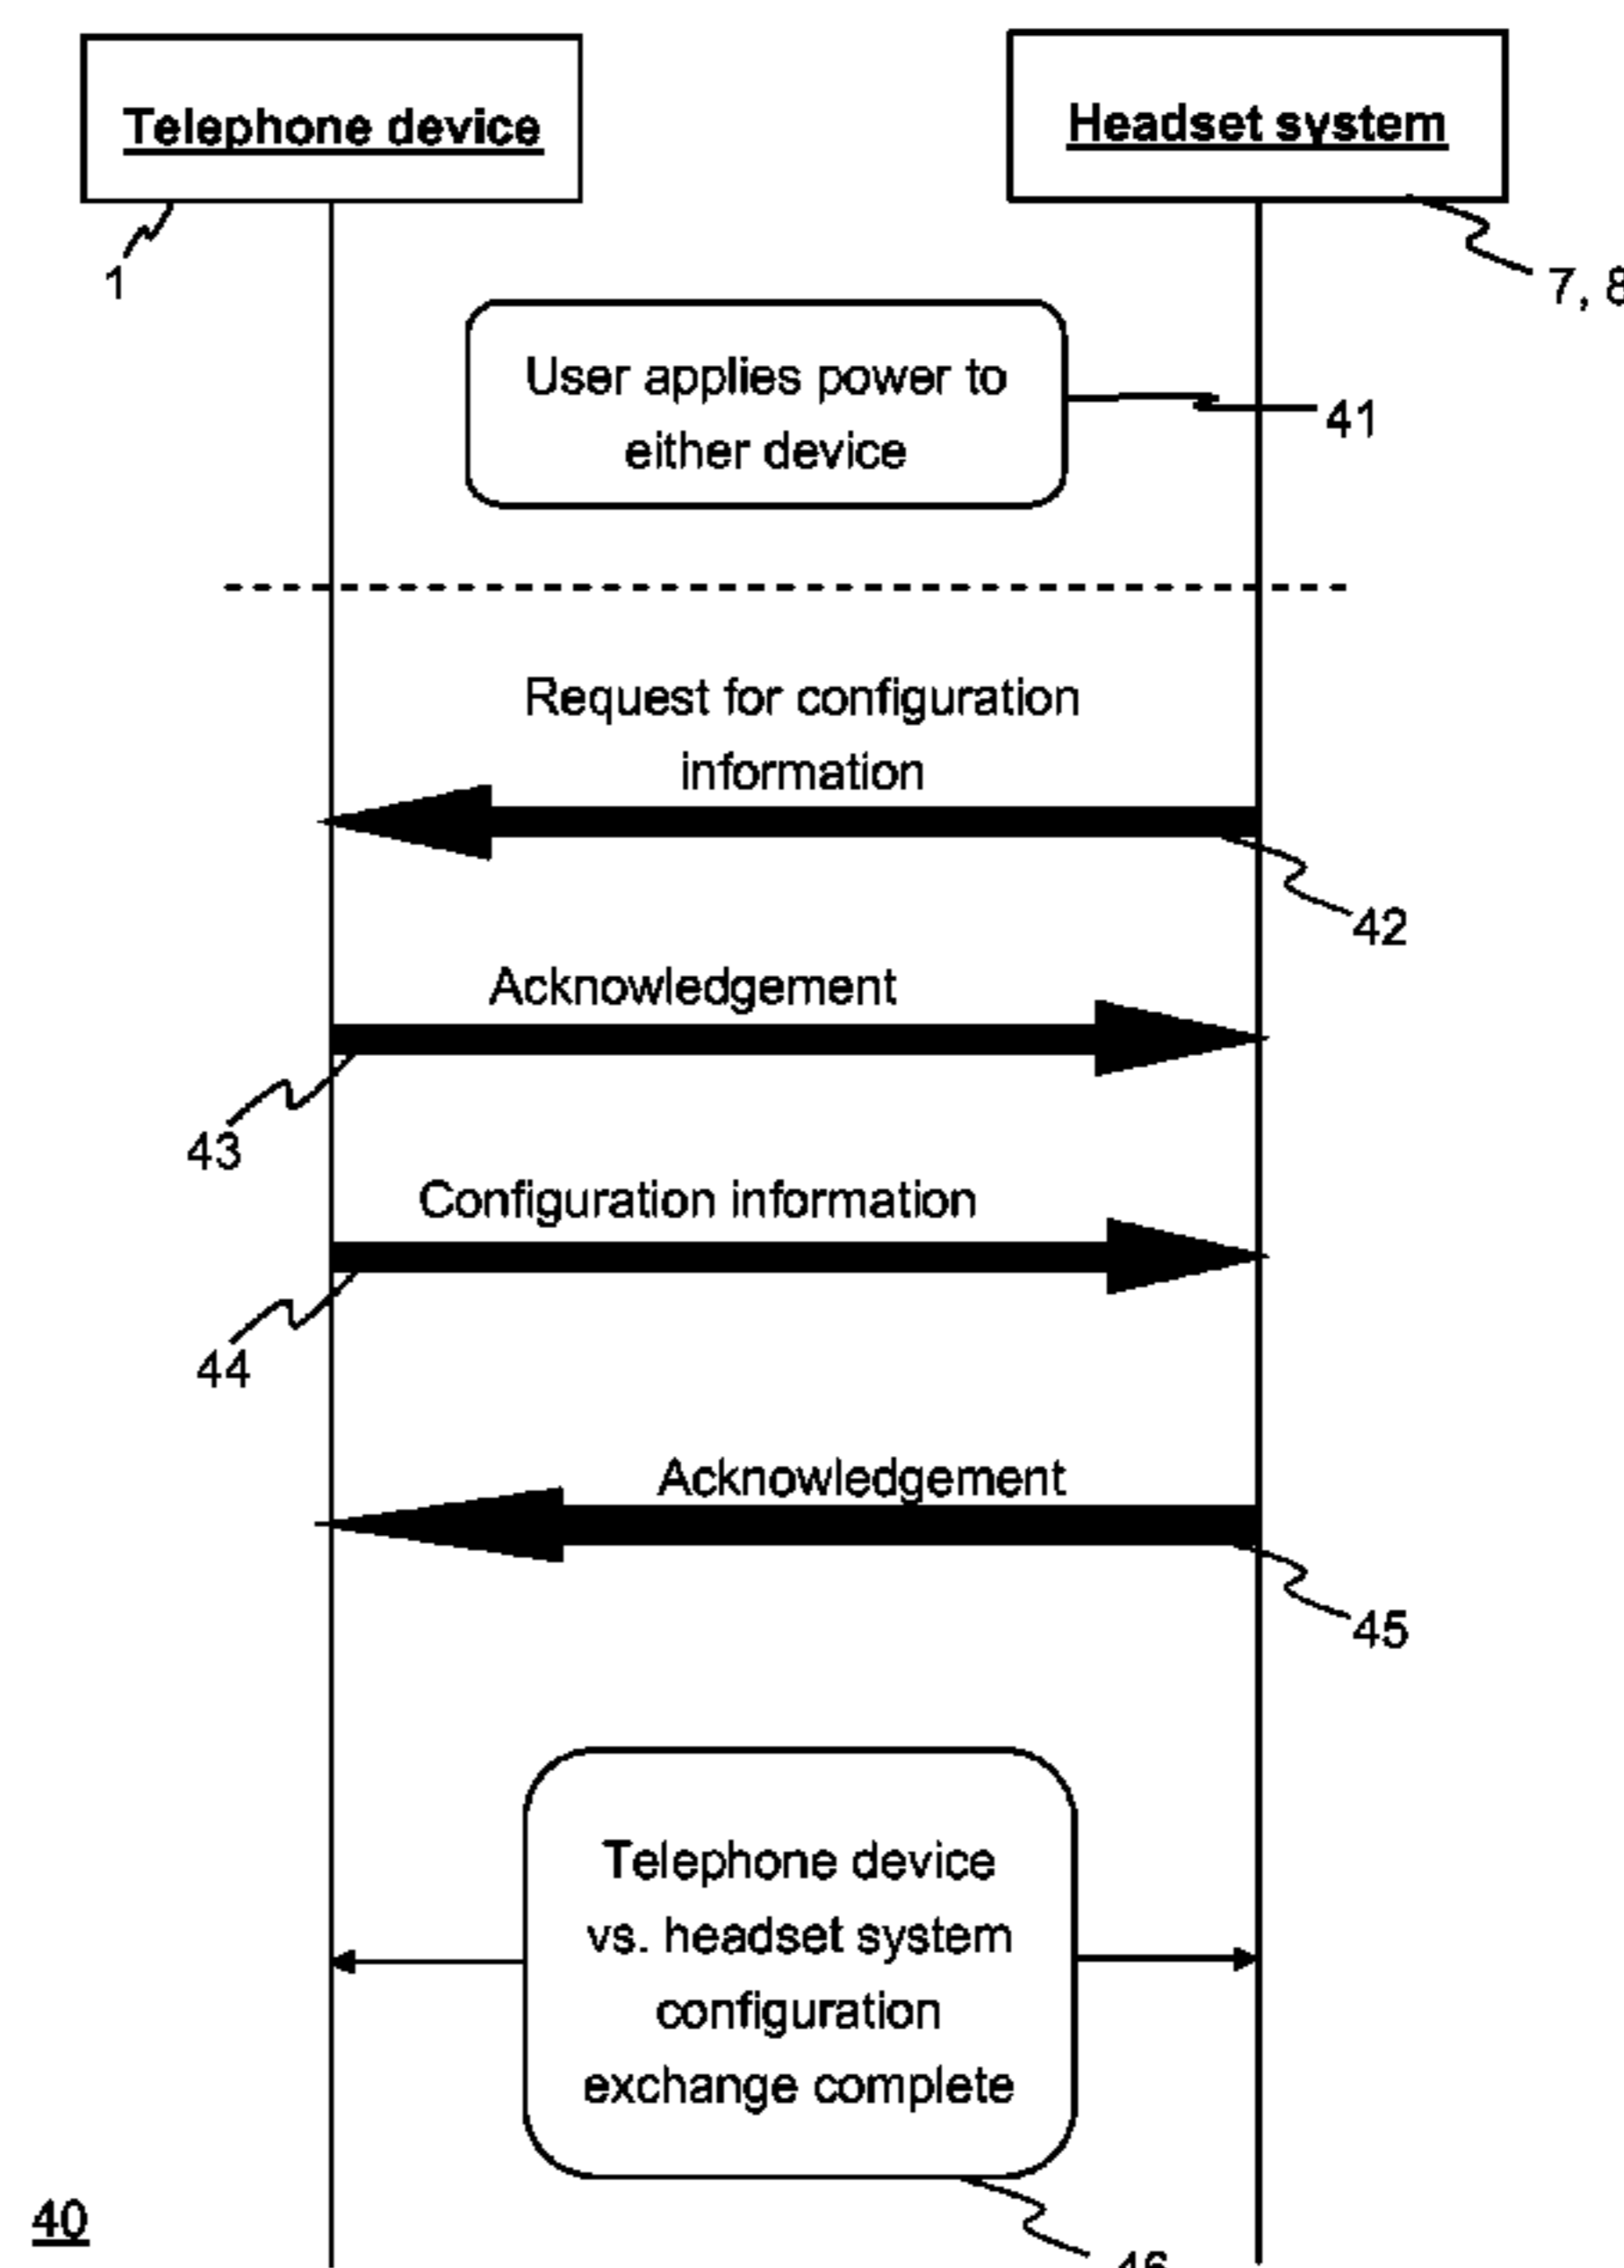 Telephone device
Headset system
1
7, 8
User applies power to
either device
41
Request for configuration
information
42
Acknowledgement
43
Configuration information
44
Acknowledgement
45
Telephone device
vs. headset system
configuration
exchange complete
40
46